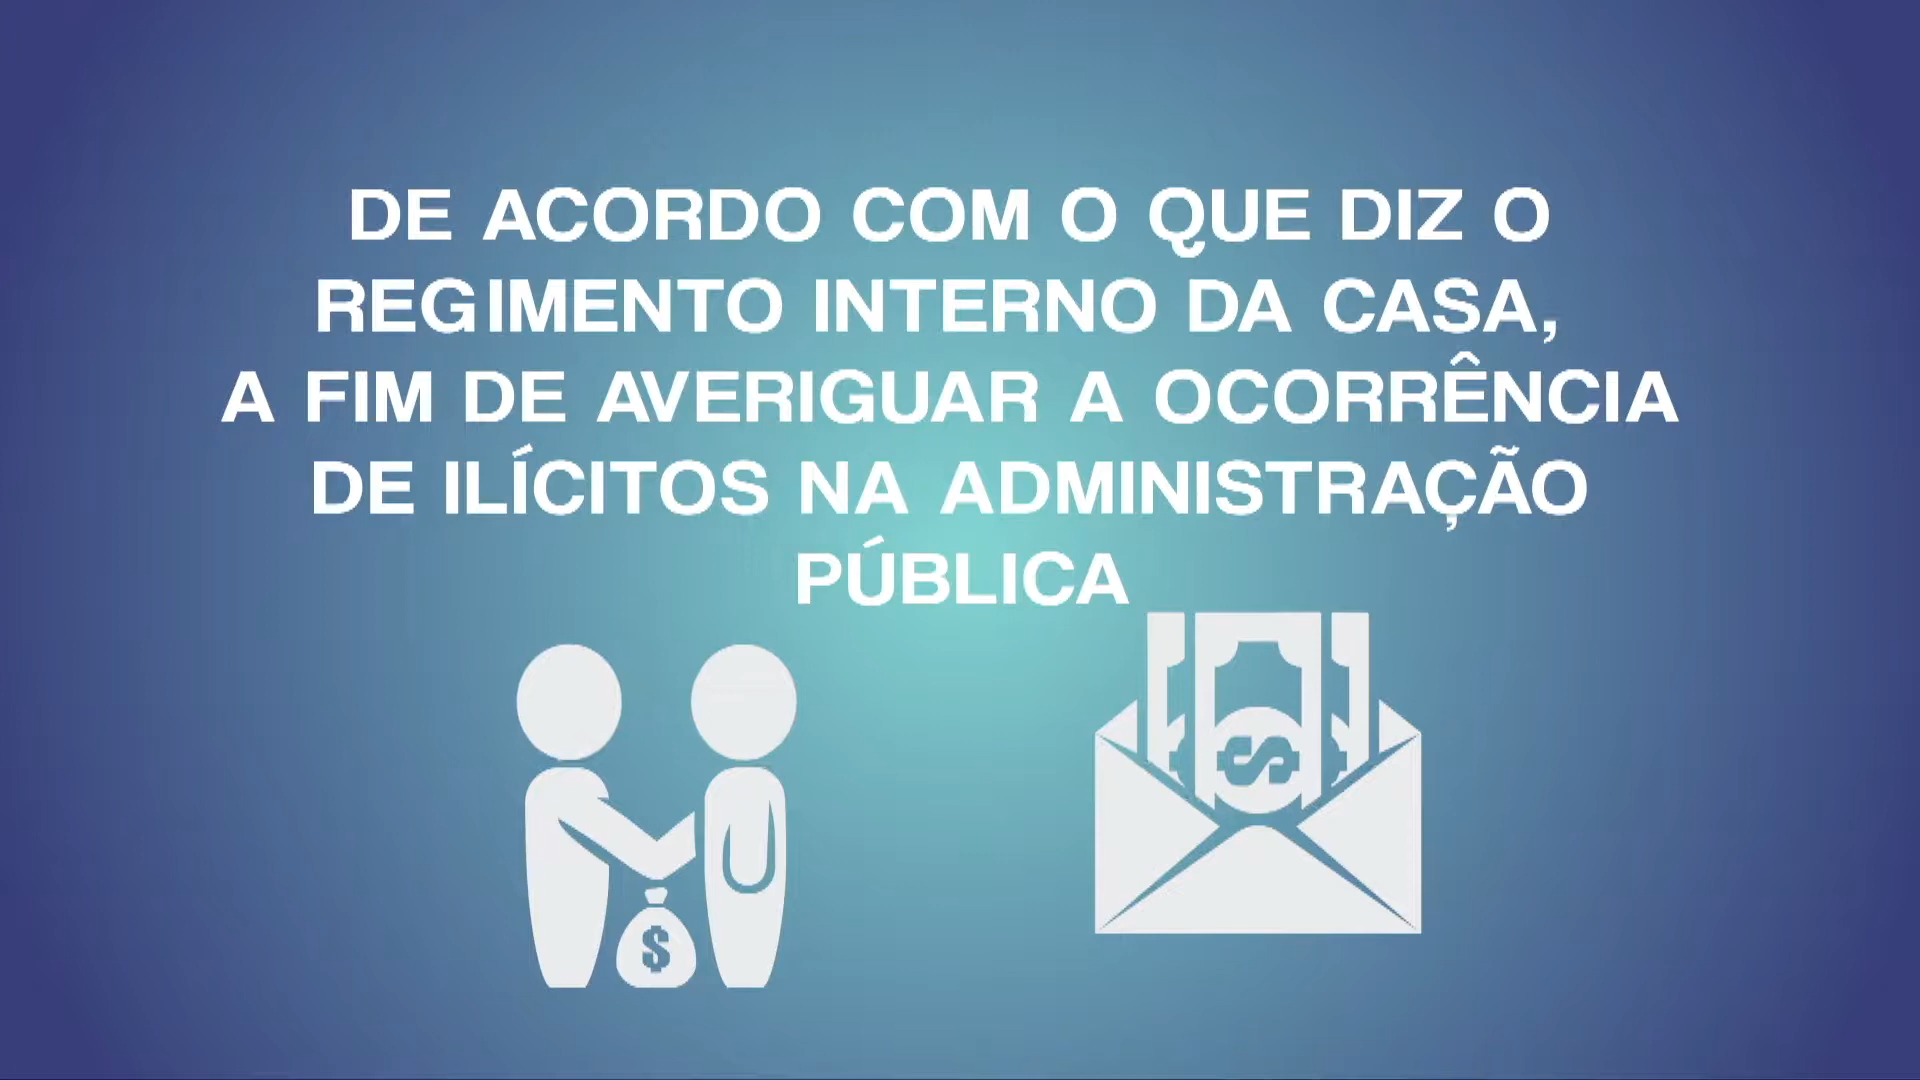 DE ACORDO COM O QUE DIZ O
REGIMENTO INTERNO DA CASA,
A FIM DE AVERIGUAR A OCORRÊNCIA
DE ILÍCITOS NA ADMINISTRAÇÃO
PÚBLICA
$
$